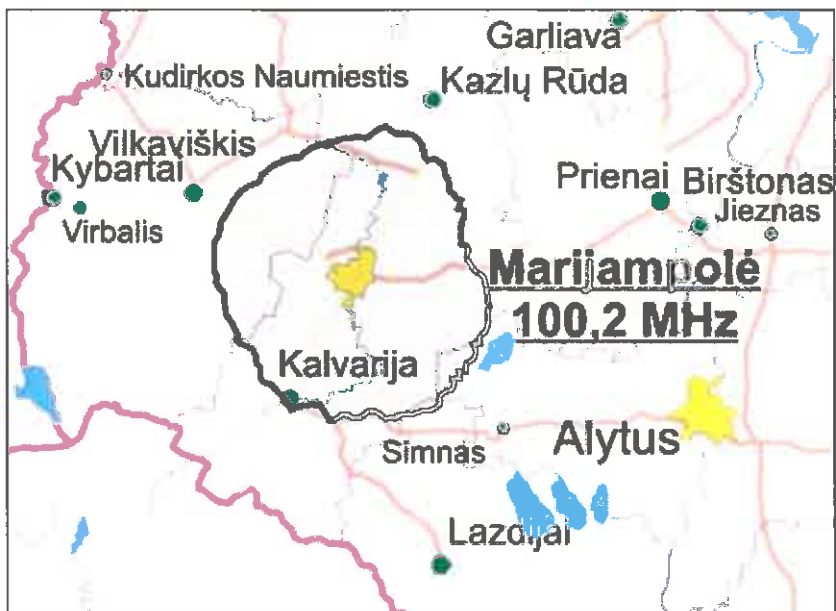 Garliava
Kudirkos Naumiestis
Kazlų Rūda
Vilkaviškis
Kybartai
Virbalis
Prienai
Birštonas
Jieznas
Marijampolė
100,2 MHz
Kalvarija
Simnas
Alytus
Lazdijai